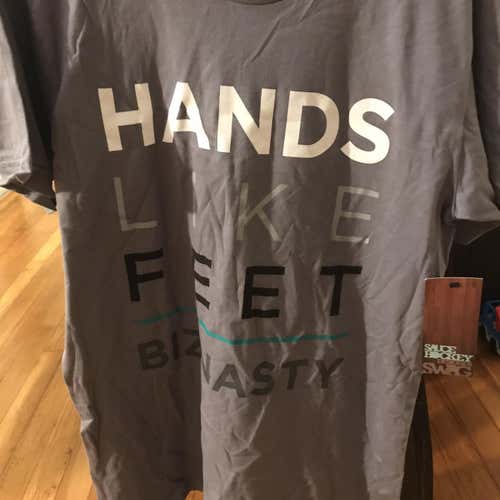 HANDS
LIKE
FEET
BIZ NASTY
SAUCE
HOCKEY
SWAG